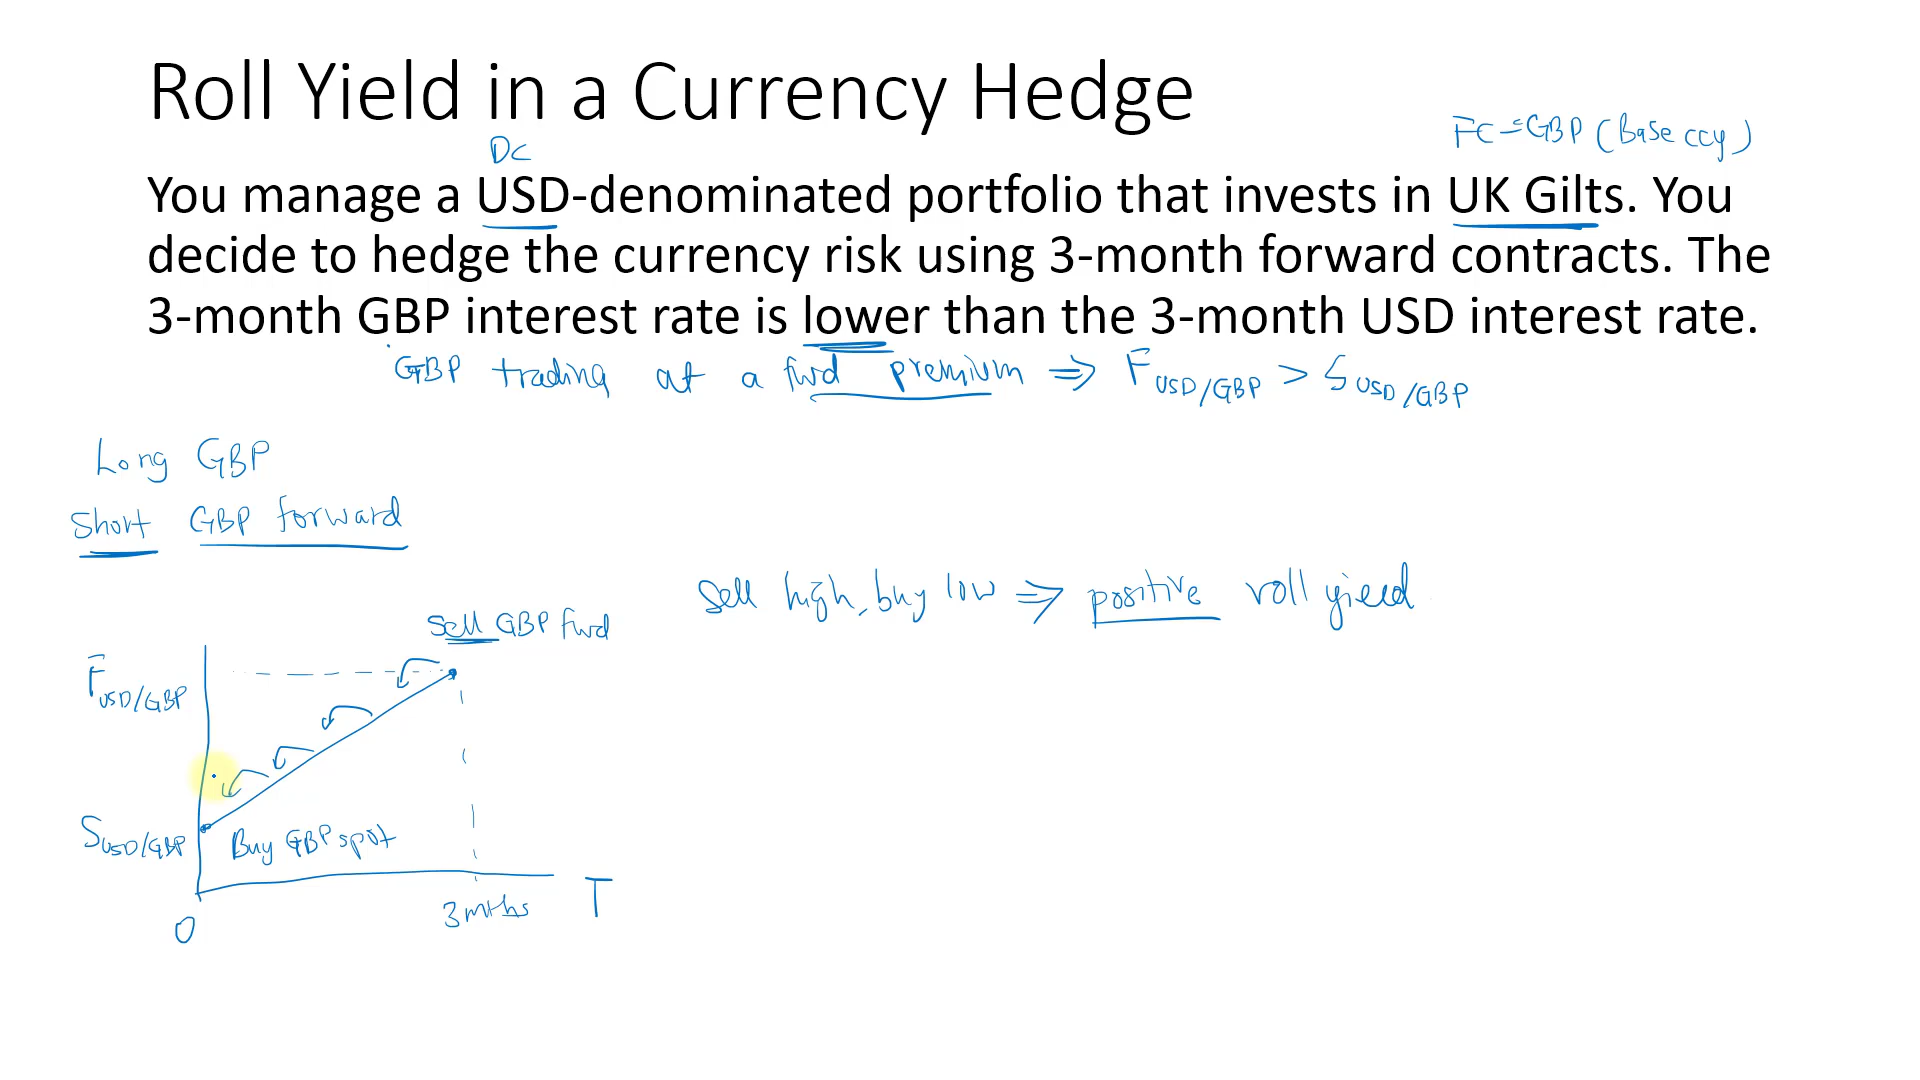 Roll Yield in a Currency Hedge
FC = GBP (Base ccy)
DC
You manage a USD-denominated portfolio that invests in UK Gilts. You
decide to hedge the currency risk using 3-month forward contracts. The
3-month GBP interest rate is lower than the 3-month USD interest rate.
GBP trading at a fwd premium ⇒ F USD/GBP > S USD/GBP
Long GBP
Short GBP forward
Sell high, buy low ⇒ positive roll yield
Sell GBP fwd
F USD/GBP
S USD/GBP
Buy GBP spot
3 mths
T
0